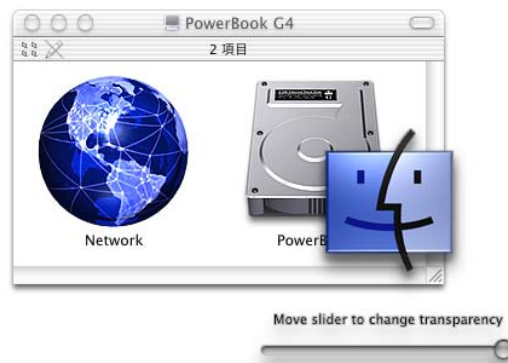 PowerBook G4
2 項目
Network
PowerB
Move slider to change transparency